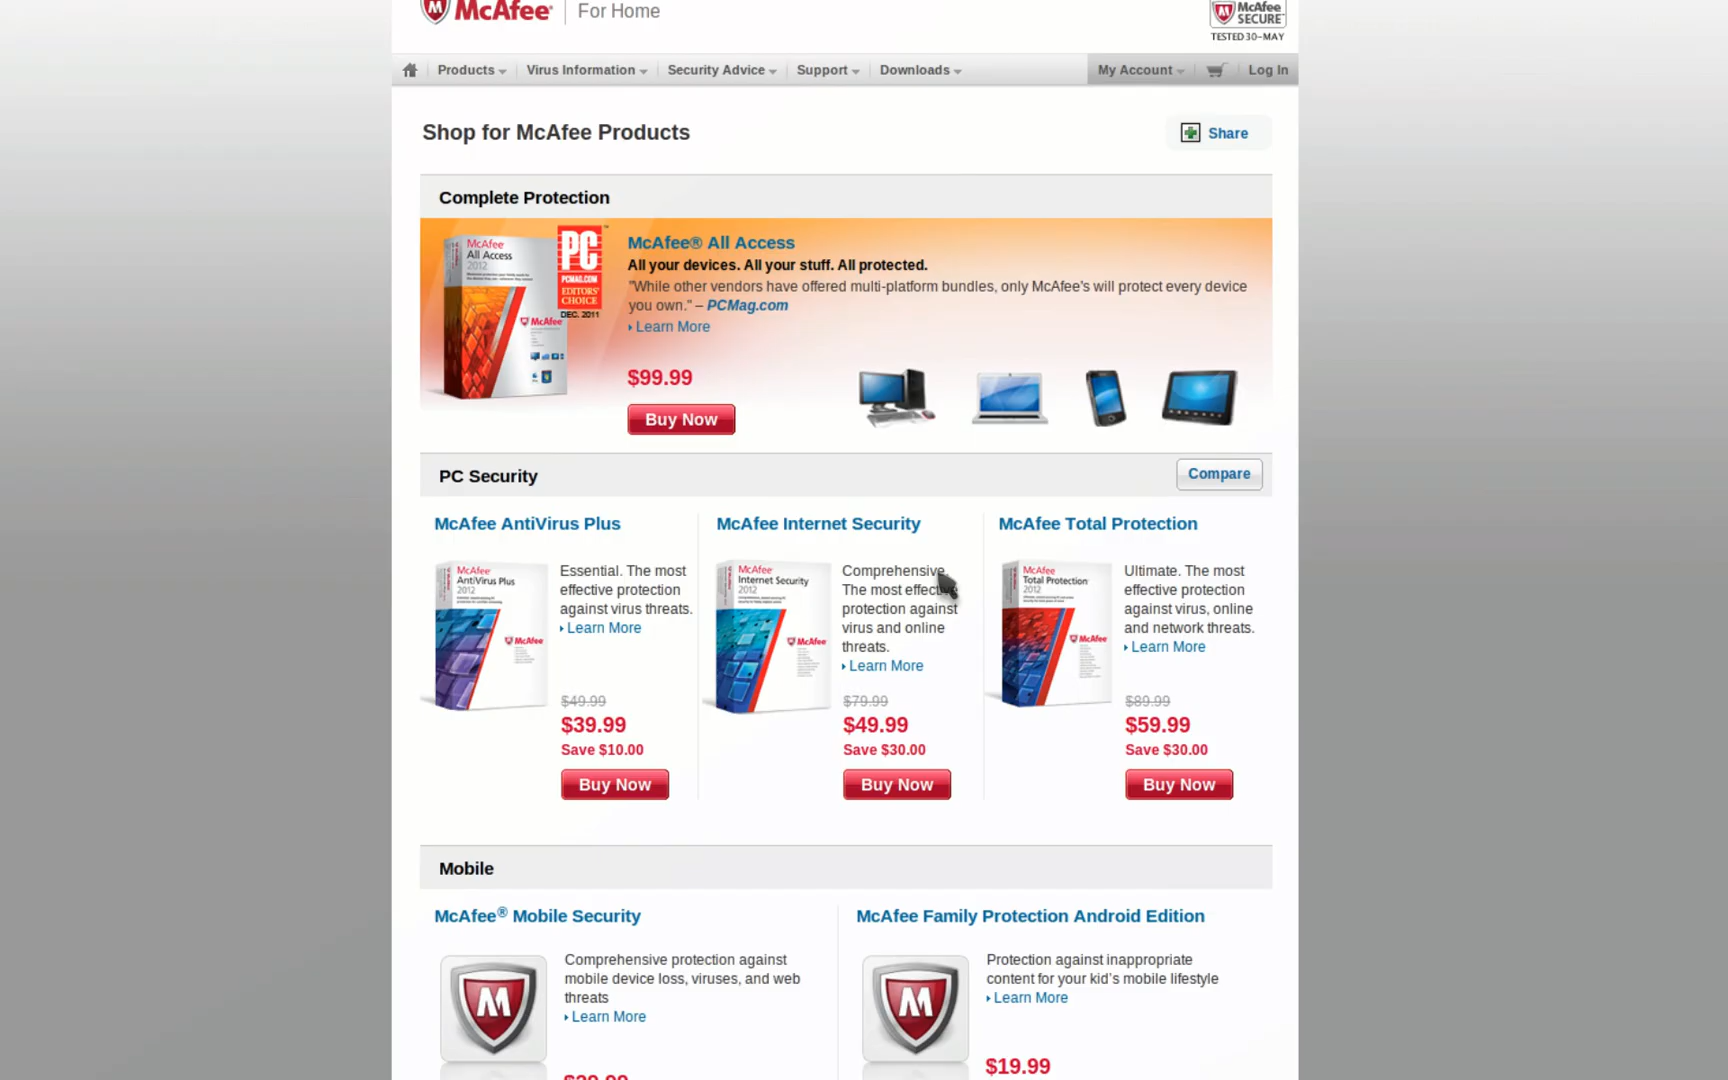 McAfee® For Home
McAfee SECURE™
TESTED 30-MAY
Products Virus Information Security Advice Support Downloads My Account Log In
Shop for McAfee Products
Share
Complete Protection
McAfee All Access 2012
McAfee
PC™
PCMAG.COM
EDITORS' CHOICE
DEC. 2011
McAfee® All Access
All your devices. All your stuff. All protected.
"While other vendors have offered multi-platform bundles, only McAfee's will protect every device
you own." – PCMag.com
Learn More
$99.99
Buy Now
PC Security
Compare
McAfee AntiVirus Plus
McAfee AntiVirus Plus 2012
McAfee
Essential. The most
effective protection
against virus threats.
Learn More
$49.99
$39.99
Save $10.00
Buy Now
McAfee Internet Security
McAfee Internet Security 2012
McAfee
Comprehensive.
The most effective
protection against
virus and online
threats.
Learn More
$79.99
$49.99
Save $30.00
Buy Now
McAfee Total Protection
McAfee Total Protection 2012
McAfee
Ultimate. The most
effective protection
against virus, online
and network threats.
Learn More
$89.99
$59.99
Save $30.00
Buy Now
Mobile
McAfee® Mobile Security
Comprehensive protection against
mobile device loss, viruses, and web
threats
Learn More
McAfee Family Protection Android Edition
Protection against inappropriate
content for your kid's mobile lifestyle
Learn More
$19.99